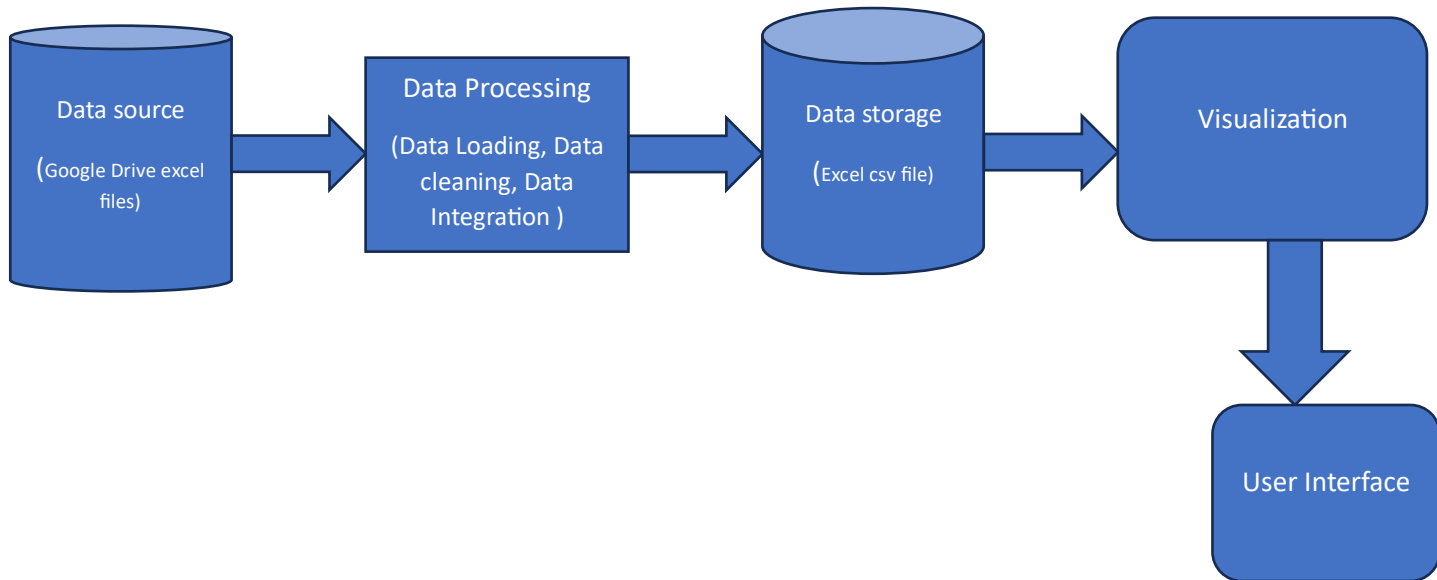 Data source
(Google Drive excel
files)
Data Processing
(Data Loading, Data
cleaning, Data
Integration )
Data storage
(Excel csv file)
Visualization
User Interface